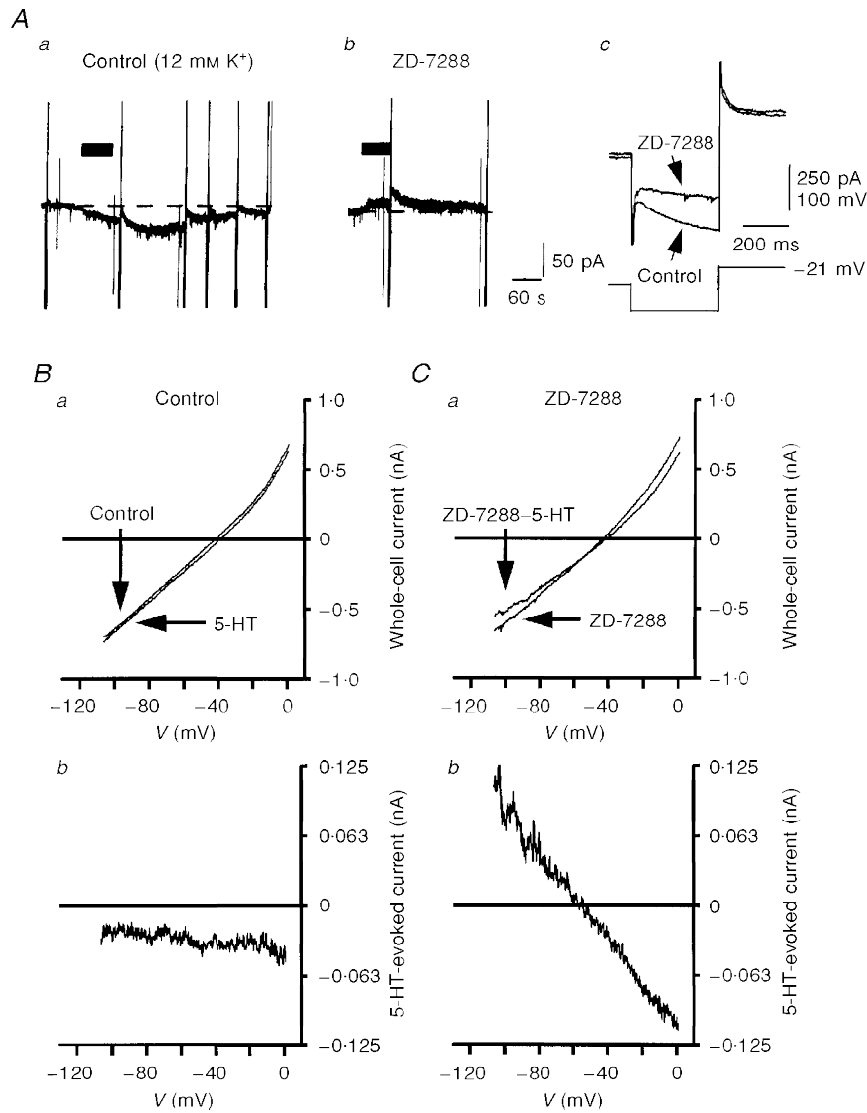 A
a
Control (12 mM K⁺)
b
ZD-7288
50 pA
60 s
c
ZD-7288
Control
250 pA
100 mV
200 ms
−21 mV
B
a
Control
1·0
0·5
0
−0·5
−1·0
Whole-cell current (nA)
Control
5-HT
−120
−80
−40
0
V (mV)
C
a
ZD-7288
1·0
0·5
0
−0·5
−1·0
Whole-cell current (nA)
ZD-7288–5-HT
ZD-7288
−120
−80
−40
0
V (mV)
b
0·125
0·063
0
−0·063
−0·125
5-HT-evoked current (nA)
−120
−80
−40
0
V (mV)
b
0·125
0·063
0
−0·063
−0·125
5-HT-evoked current (nA)
−120
−80
−40
0
V (mV)